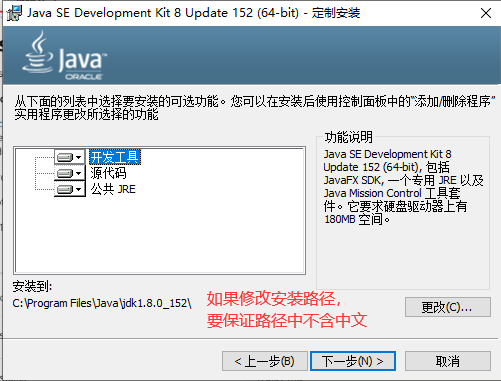 Java SE Development Kit 8 Update 152 (64-bit) - 定制安装
Java
ORACLE
从下面的列表中选择要安装的可选功能。您可以在安装后使用控制面板中的“添加/删除程序”
实用程序更改所选择的功能
开发工具
源代码
公共 JRE
功能说明
Java SE Development Kit 8
Update 152 (64-bit), 包括
JavaFX SDK, 一个专用 JRE 以及
Java Mission Control 工具套
件。它要求硬盘驱动器上有
180MB 空间。
安装到:
C:\Program Files\Java\jdk1.8.0_152\
如果修改安装路径,
要保证路径中不含中文
更改(C)...
< 上一步(B)
下一步(N) >
取消